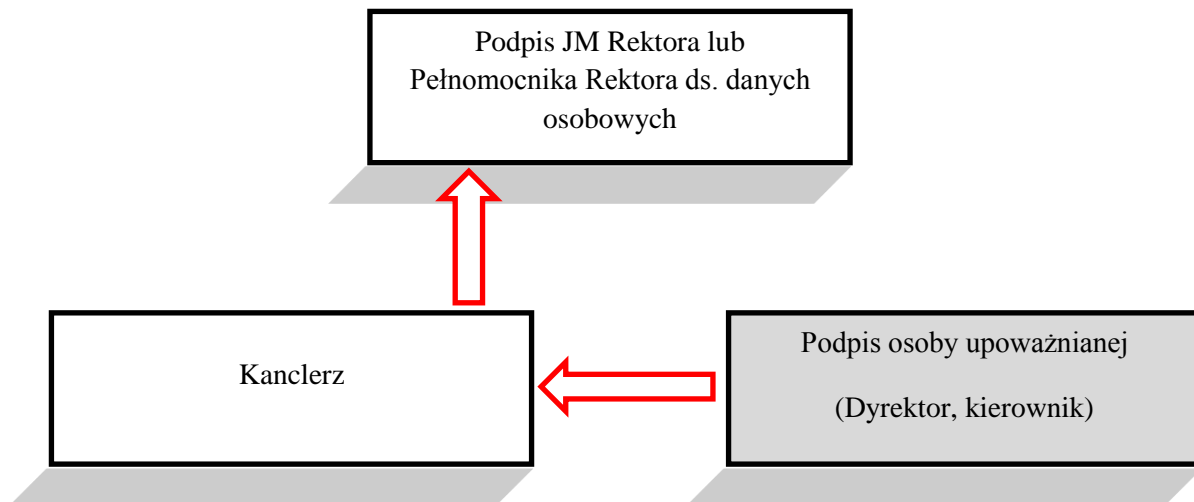 Podpis JM Rektora lub
Pełnomocnika Rektora ds. danych
osobowych
Kanclerz
Podpis osoby upoważnianej
(Dyrektor, kierownik)